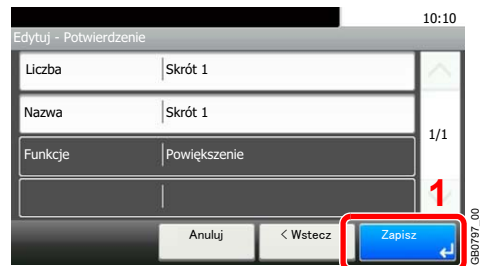 10:10
Edytuj - Potwierdzenie
Liczba Skrót 1
Nazwa Skrót 1
1/1
Funkcje Powiększenie
1
Anuluj < Wstecz Zapisz
GB0797_00